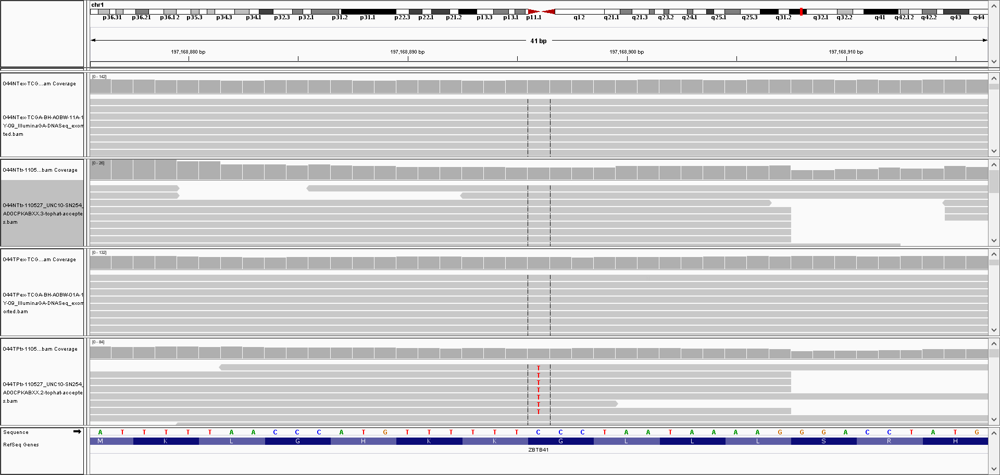 chr1
p36.31 p36.21 p36.12 p35.3 p34.3 p34.1 p32.3 p32.1 p31.2 p31.1 p22.3 p22.1 p21.2 p13.3 p13.1 p11.1 q12 q21.1 q21.3 q23.2 q24.1 q25.1 q25.3 q31.2 q32.1 q32.2 q41 q42.12 q42.2 q43 q44
41 bp
197,168,880 bp 197,168,890 bp 197,168,900 bp 197,168,910 bp
[0 - 142]
044NTex-TCG...am Coverage
044NTex-TCGA-BH-A0BW-11A-1
Y-09_IlluminaGA-DNASeq_exom
ted.bam
[0 - 26]
044NTtr-1105...bam Coverage
044NTtr-110527_UNC10-SN254_
AD0CPKABXX.3-tophat-accepte
s.bam
[0 - 132]
044TPex-TCG...am Coverage
044TPex-TCGA-BH-A0BW-01A-1
Y-09_IlluminaGA-DNASeq_exom
orted.bam
[0 - 84]
044TPtr-1105...bam Coverage
T
T
T
T
T
T
T
044TPtr-110527_UNC10-SN254_
AD0CPKABXX.2-tophat-accepte
s.bam
Sequence A T T T T T A A C C C A T G T T T T T T C C C T A A T A A A A G G G A C C T A T G
M K L G H K K G L L L S R H
RefSeq Genes
ZBTB41